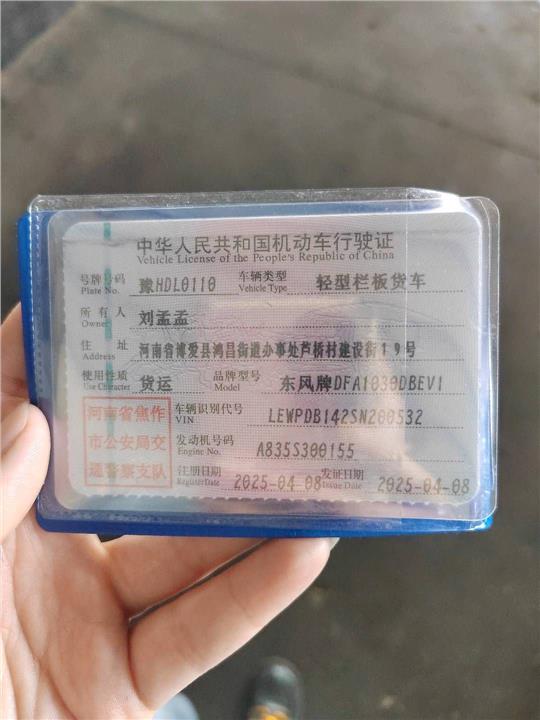 中华人民共和国机动车行驶证
Vehicle License of the People's Republic of China
号牌号码 Plate No. 豫HDL0110 车辆类型 Vehicle Type 轻型栏板货车
所有人 Owner 刘孟孟
住址 Address 河南省博爱县鸿昌街道办事处芦桥村建设街19号
使用性质 Use Character 货运 品牌型号 Model 东风牌DFA1030DBEV1
河南省焦作
市公安局交
通警察支队
车辆识别代号 VIN LEWPDB142SN200532
发动机号码 Engine No. A835S300155
注册日期 RegisterDate 2025-04-08 发证日期 Issue Date 2025-04-08